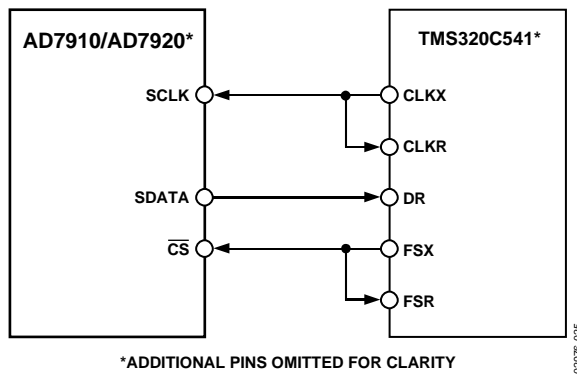 AD7910/AD7920*
TMS320C541*
SCLK
CLKX
CLKR
SDATA
DR
CS
FSX
FSR
*ADDITIONAL PINS OMITTED FOR CLARITY